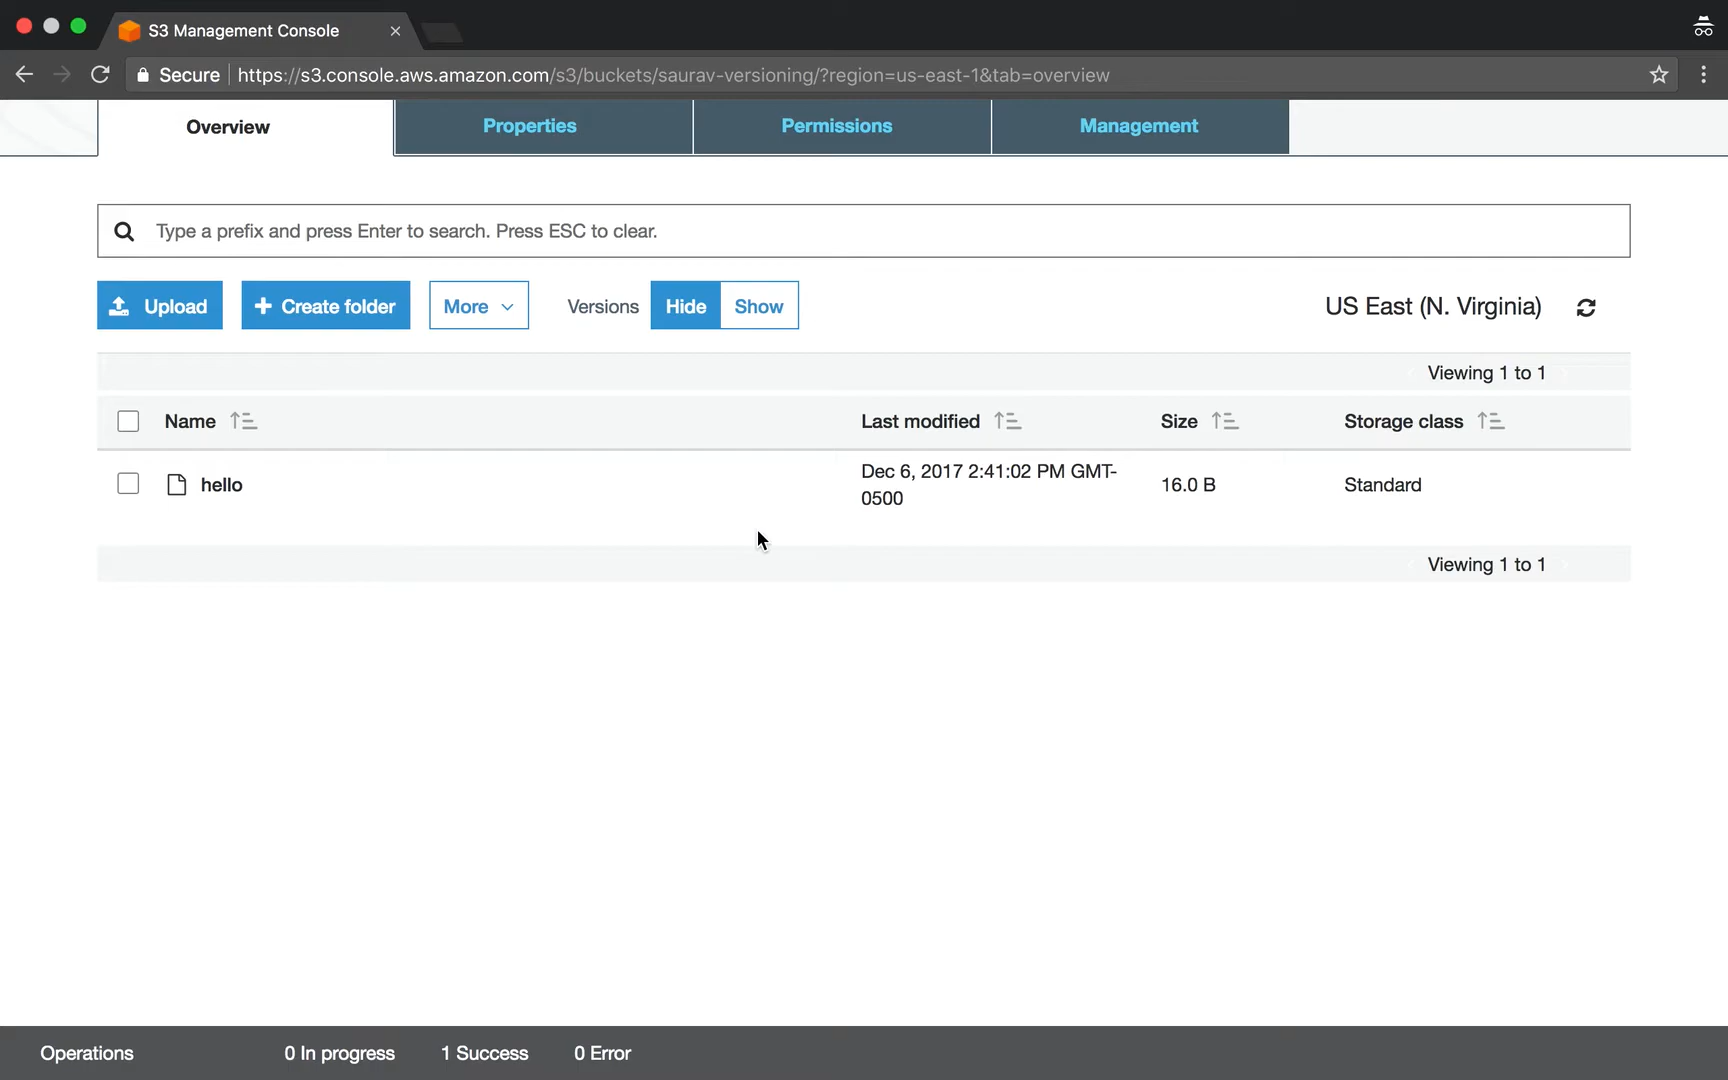 S3 Management Console
Secure https://s3.console.aws.amazon.com/s3/buckets/saurav-versioning/?region=us-east-1&tab=overview
Overview Properties Permissions Management
Type a prefix and press Enter to search. Press ESC to clear.
Upload Create folder More Versions Hide Show US East (N. Virginia)
Viewing 1 to 1
Name Last modified Size Storage class
hello Dec 6, 2017 2:41:02 PM GMT-
0500 16.0 B Standard
Viewing 1 to 1
Operations 0 In progress 1 Success 0 Error